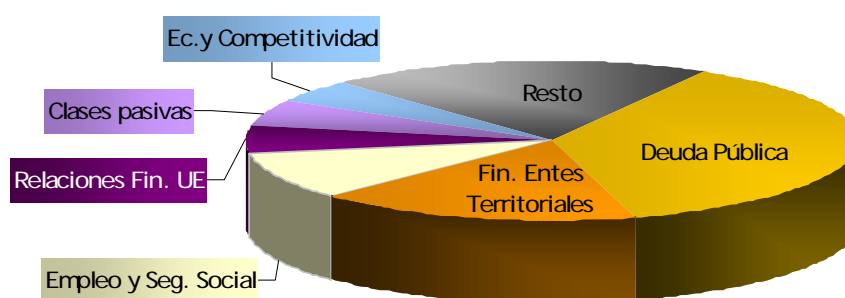 Ec.y Competitividad
Resto
Clases pasivas
Deuda Pública
Fin. Entes
Territoriales
Relaciones Fin. UE
Empleo y Seg. Social